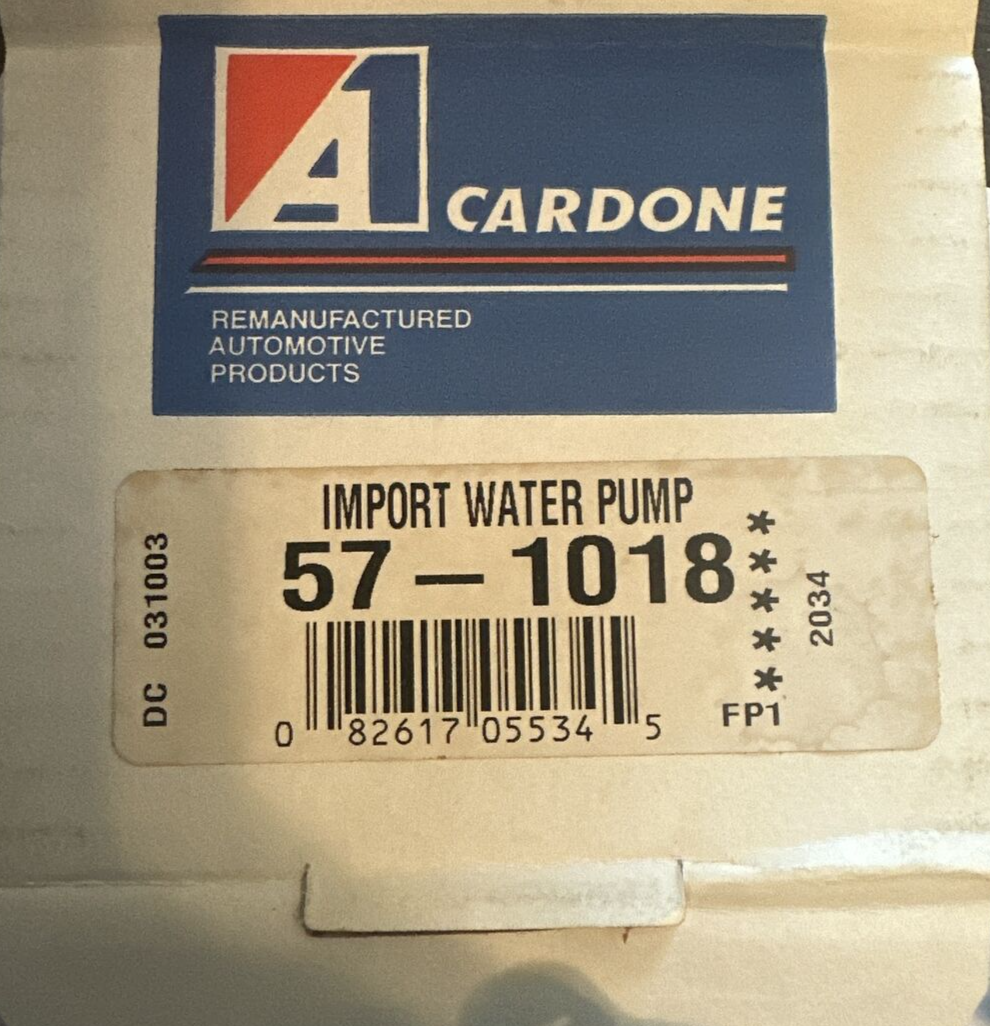 A1 CARDONE
REMANUFACTURED
AUTOMOTIVE
PRODUCTS
IMPORT WATER PUMP
57-1018
*****
2034
DC 031003
0 82617 05534 5
FP1